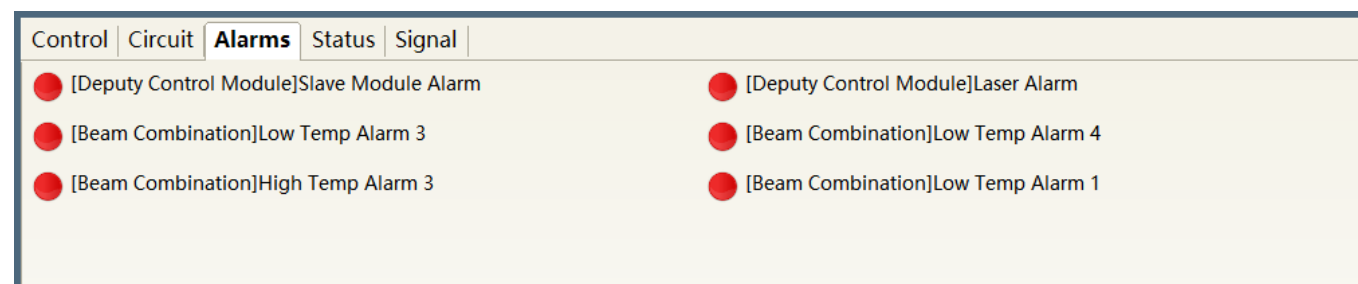 Control Circuit Alarms Status Signal
[Deputy Control Module]Slave Module Alarm [Deputy Control Module]Laser Alarm
[Beam Combination]Low Temp Alarm 3 [Beam Combination]Low Temp Alarm 4
[Beam Combination]High Temp Alarm 3 [Beam Combination]Low Temp Alarm 1